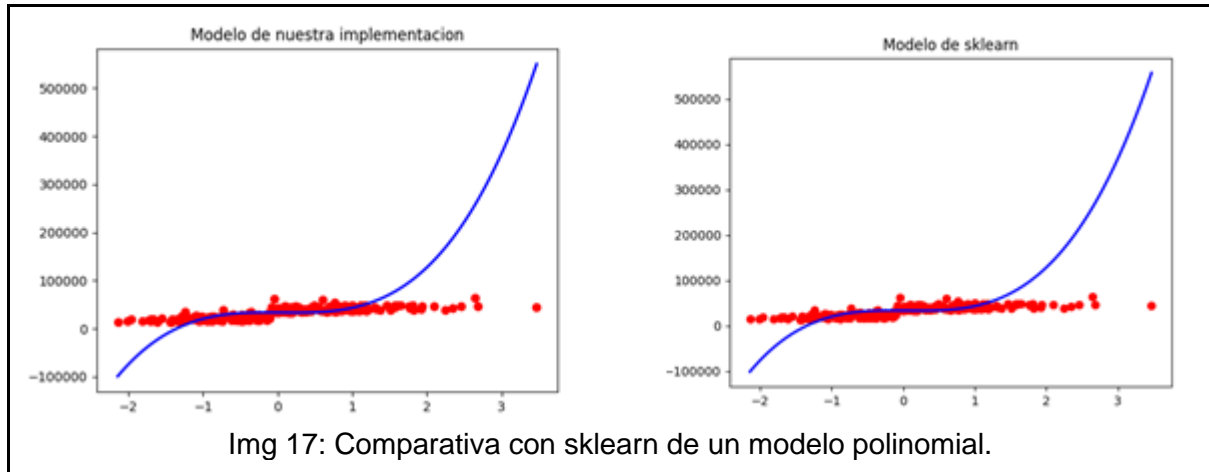 Modelo de nuestra implementacion
500000
400000
300000
200000
100000
0
−100000
−2 −1 0 1 2 3
Modelo de sklearn
500000
400000
300000
200000
100000
0
−100000
−2 −1 0 1 2 3
Img 17: Comparativa con sklearn de un modelo polinomial.